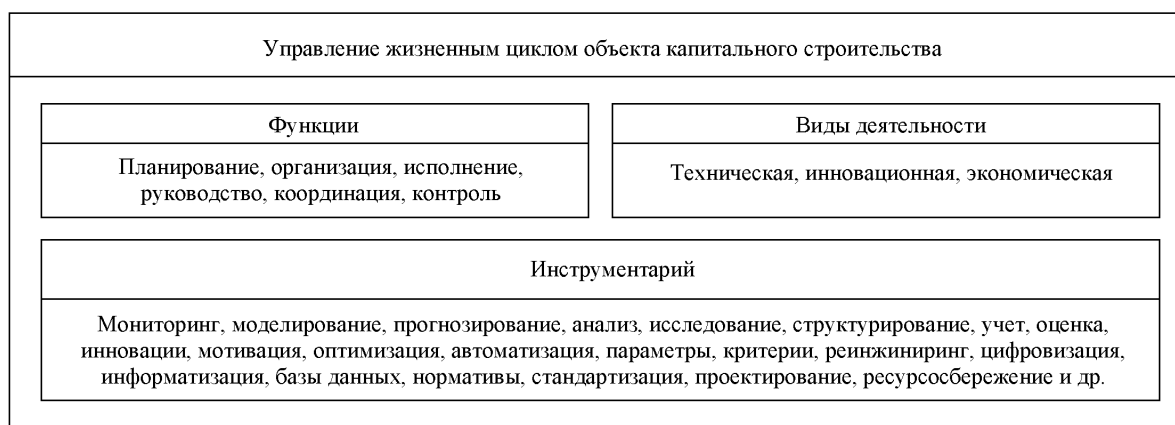 Управление жизненным циклом объекта капитального строительства
Функции
Планирование, организация, исполнение,
руководство, координация, контроль
Виды деятельности
Техническая, инновационная, экономическая
Инструментарий
Мониторинг, моделирование, прогнозирование, анализ, исследование, структурирование, учет, оценка,
инновации, мотивация, оптимизация, автоматизация, параметры, критерии, реинжиниринг, цифровизация,
информатизация, базы данных, нормативы, стандартизация, проектирование, ресурсосбережение и др.